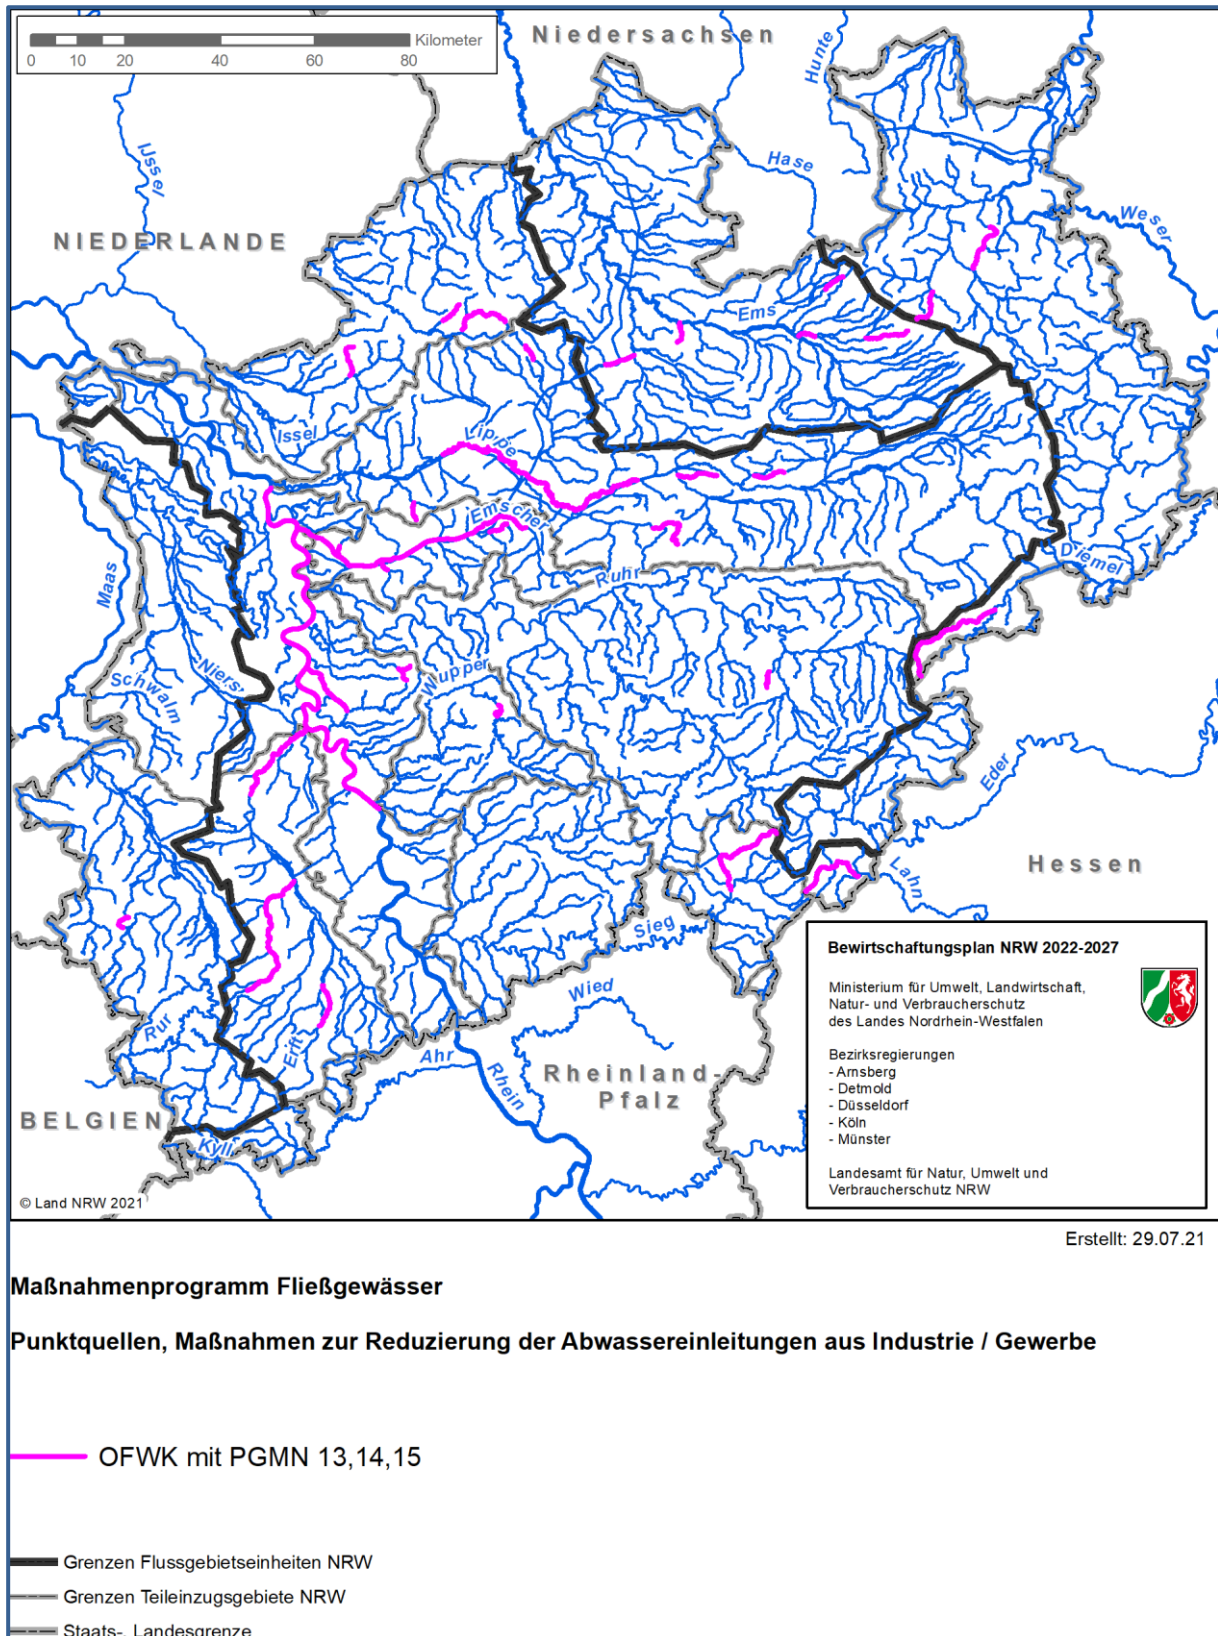 Kilometer
0 10 20 40 60 80
Niedersachsen
Hunte
IJssel
Hase
Weser
NIEDERLANDE
Ems
Issel
Lippe
Emscher
Maas
Ruhr
Diemel
Niers
Schwalm
Wupper
Eder
Hessen
Lahn
Sieg
Wied
Rur
Erft
Ahr
Rhein
Rheinland-
Pfalz
BELGIEN
Kyll
© Land NRW 2021
Bewirtschaftungsplan NRW 2022-2027
Ministerium für Umwelt, Landwirtschaft,
Natur- und Verbraucherschutz
des Landes Nordrhein-Westfalen
Bezirksregierungen
- Arnsberg
- Detmold
- Düsseldorf
- Köln
- Münster
Landesamt für Natur, Umwelt und
Verbraucherschutz NRW
Erstellt: 29.07.21
Maßnahmenprogramm Fließgewässer
Punktquellen, Maßnahmen zur Reduzierung der Abwassereinleitungen aus Industrie / Gewerbe
OFWK mit PGMN 13,14,15
Grenzen Flussgebietseinheiten NRW
Grenzen Teileinzugsgebiete NRW
Staats-, Landesgrenze